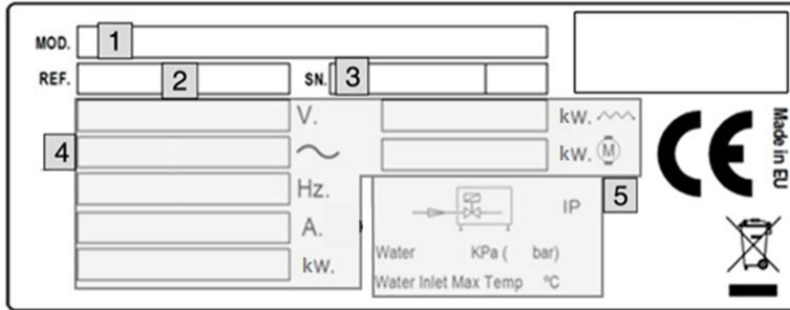 MOD. 1
REF. 2 SN. 3
V. kW.
4 kW. M
Hz. 5
IP
A.
Water KPa ( bar)
kW.
Water Inlet Max Temp ºC
CE
Made in EU